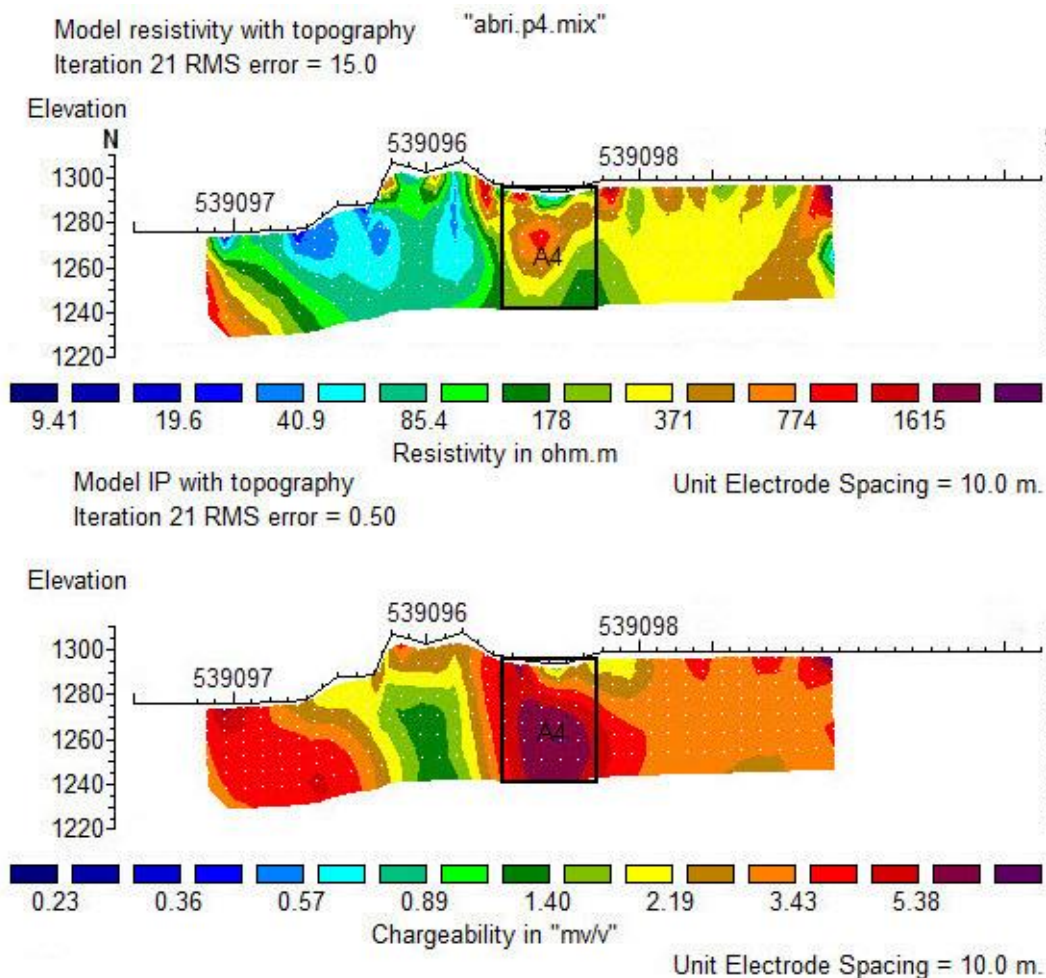 Model resistivity with topography "abri.p4.mix"
Iteration 21 RMS error = 15.0
Elevation
N
539096
539098
539097
1300
1280
1260
1240
1220
A4
9.41 19.6 40.9 85.4 178 371 774 1615
Resistivity in ohm.m
Unit Electrode Spacing = 10.0 m.
Model IP with topography
Iteration 21 RMS error = 0.50
Elevation
539096
539098
539097
1300
1280
1260
1240
1220
A4
0.23 0.36 0.57 0.89 1.40 2.19 3.43 5.38
Chargeability in "mv/v"
Unit Electrode Spacing = 10.0 m.